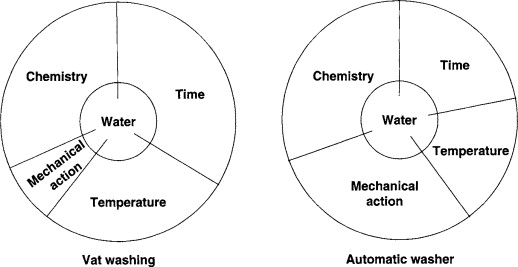 Chemistry
Time
Water
Mechanical
action
Temperature
Vat washing
Chemistry
Time
Water
Temperature
Mechanical
action
Automatic washer